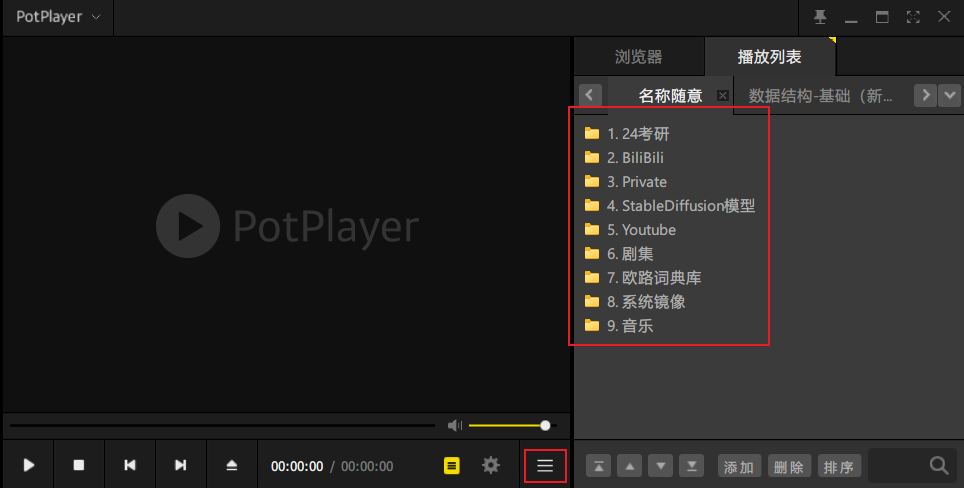 PotPlayer
浏览器
播放列表
名称随意
数据结构-基础（新...
1. 24考研
2. BiliBili
3. Private
4. StableDiffusion模型
5. Youtube
6. 剧集
7. 欧路词典库
8. 系统镜像
9. 音乐
PotPlayer
00:00:00 / 00:00:00
添加 删除 排序